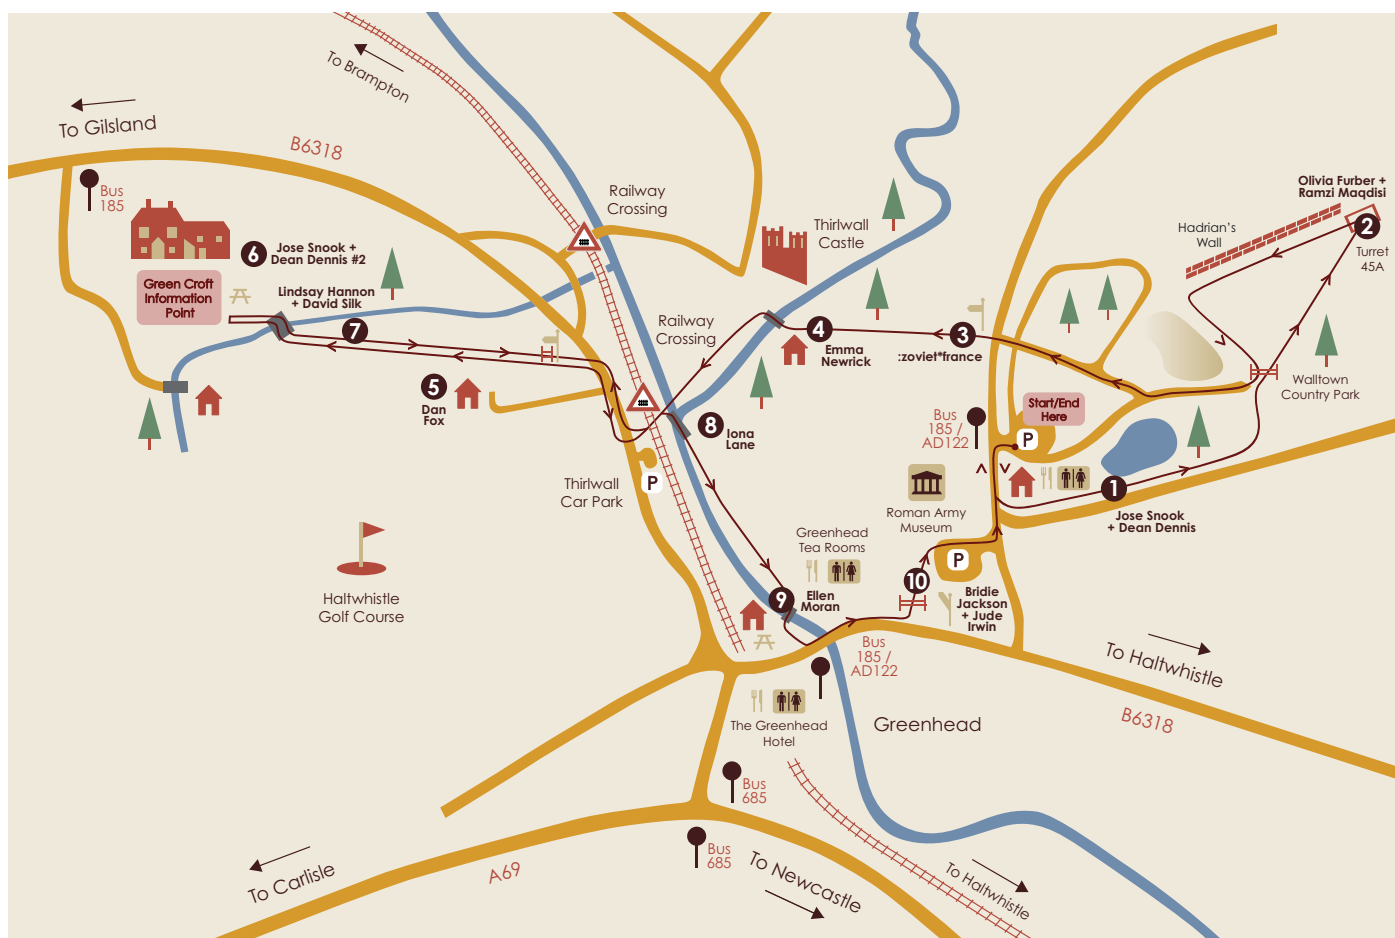 To Brampton
To Gilsland
B6318
Bus
185
Railway
Crossing
Thirlwall
Castle
Olivia Furber +
Ramzi Maqdisi
2
Hadrian's
Wall
Turret
45A
6
Jose Snook +
Dean Dennis #2
Green Croft
Information
Point
Lindsay Hannon
+ David Silk
7
Railway
Crossing
4
Emma
Newrick
3
:zoviet*france
Walltown
Country Park
5
Dan
Fox
Start/End
Here
P
Bus
185 /
AD122
8
Iona
Lane
Thirlwall
Car Park
P
Roman Army
Museum
1
Jose Snook
+ Dean Dennis
Greenhead
Tea Rooms
P
10
9
Ellen
Moran
Bridie
Jackson
+ Jude
Irwin
Haltwhistle
Golf Course
Bus
185 /
AD122
To Haltwhistle
B6318
The Greenhead
Hotel
Greenhead
Bus
685
Bus
685
To Carlisle
A69
To Newcastle
To Haltwhistle